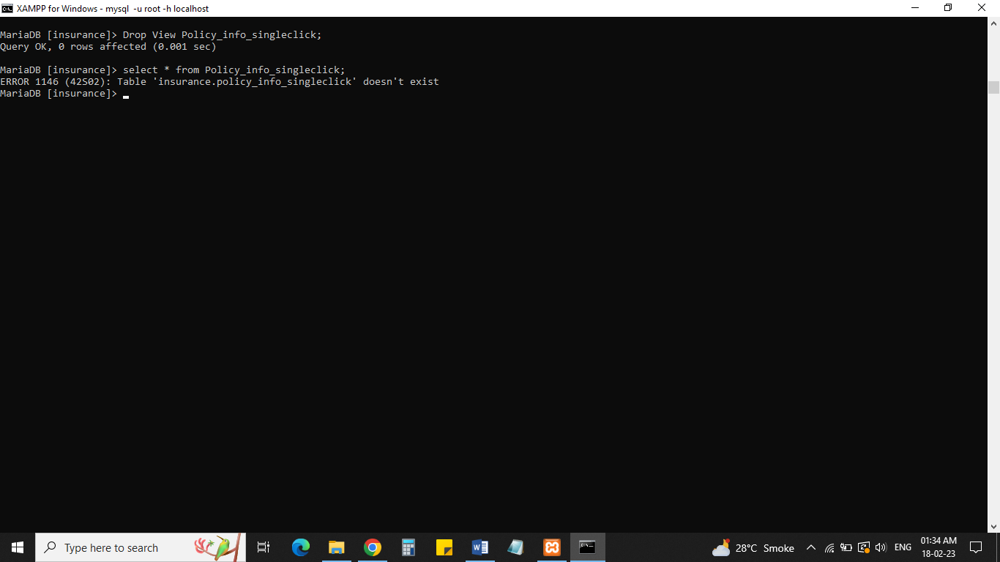 XAMPP for Windows - mysql  -u root -h localhost
MariaDB [insurance]> Drop View Policy_info_singleclick;
Query OK, 0 rows affected (0.001 sec)
MariaDB [insurance]> select * from Policy_info_singleclick;
ERROR 1146 (42S02): Table 'insurance.policy_info_singleclick' doesn't exist
MariaDB [insurance]>
Type here to search
28°C Smoke
ENG
01:34 AM
18-02-23